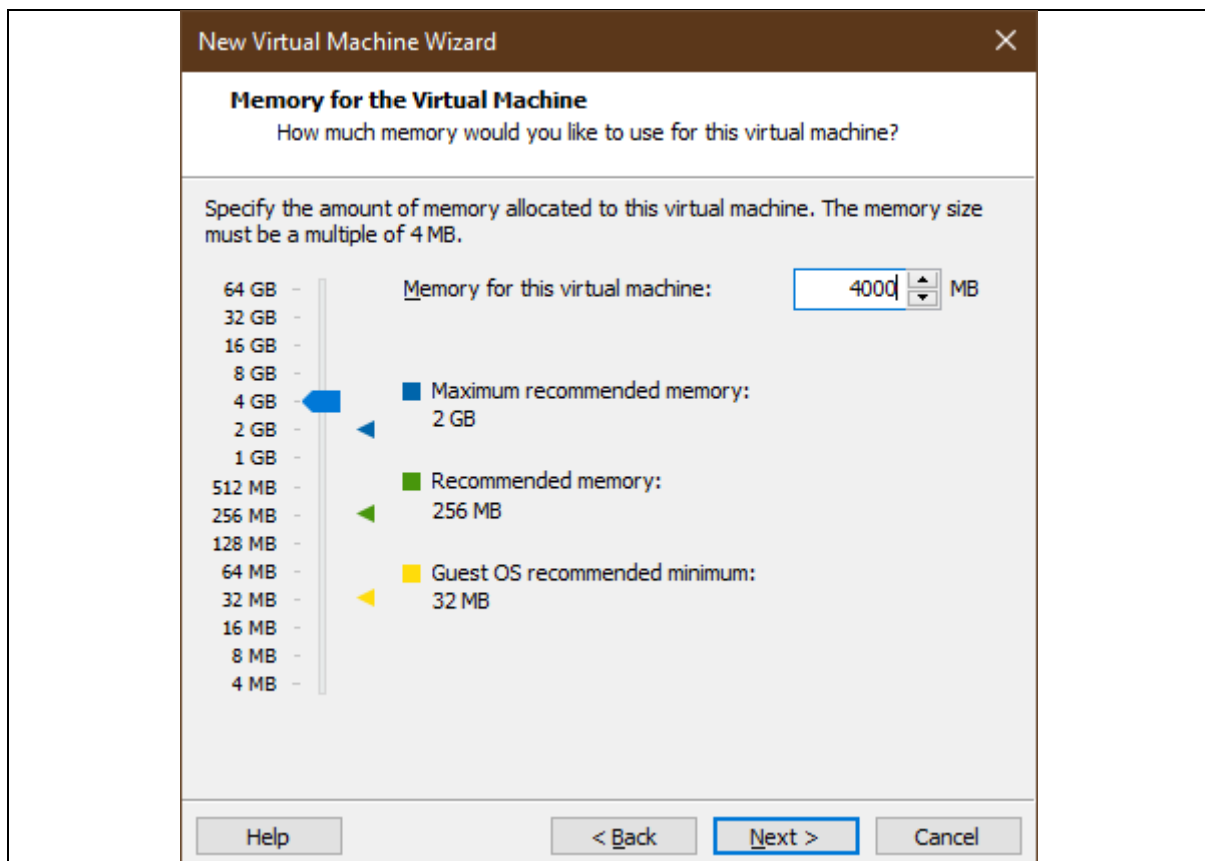 New Virtual Machine Wizard
Memory for the Virtual Machine
How much memory would you like to use for this virtual machine?
Specify the amount of memory allocated to this virtual machine. The memory size
must be a multiple of 4 MB.
Memory for this virtual machine: 4000 MB
64 GB
32 GB
16 GB
8 GB
4 GB
2 GB
1 GB
512 MB
256 MB
128 MB
64 MB
32 MB
16 MB
8 MB
4 MB
Maximum recommended memory:
2 GB
Recommended memory:
256 MB
Guest OS recommended minimum:
32 MB
Help
< Back
Next >
Cancel